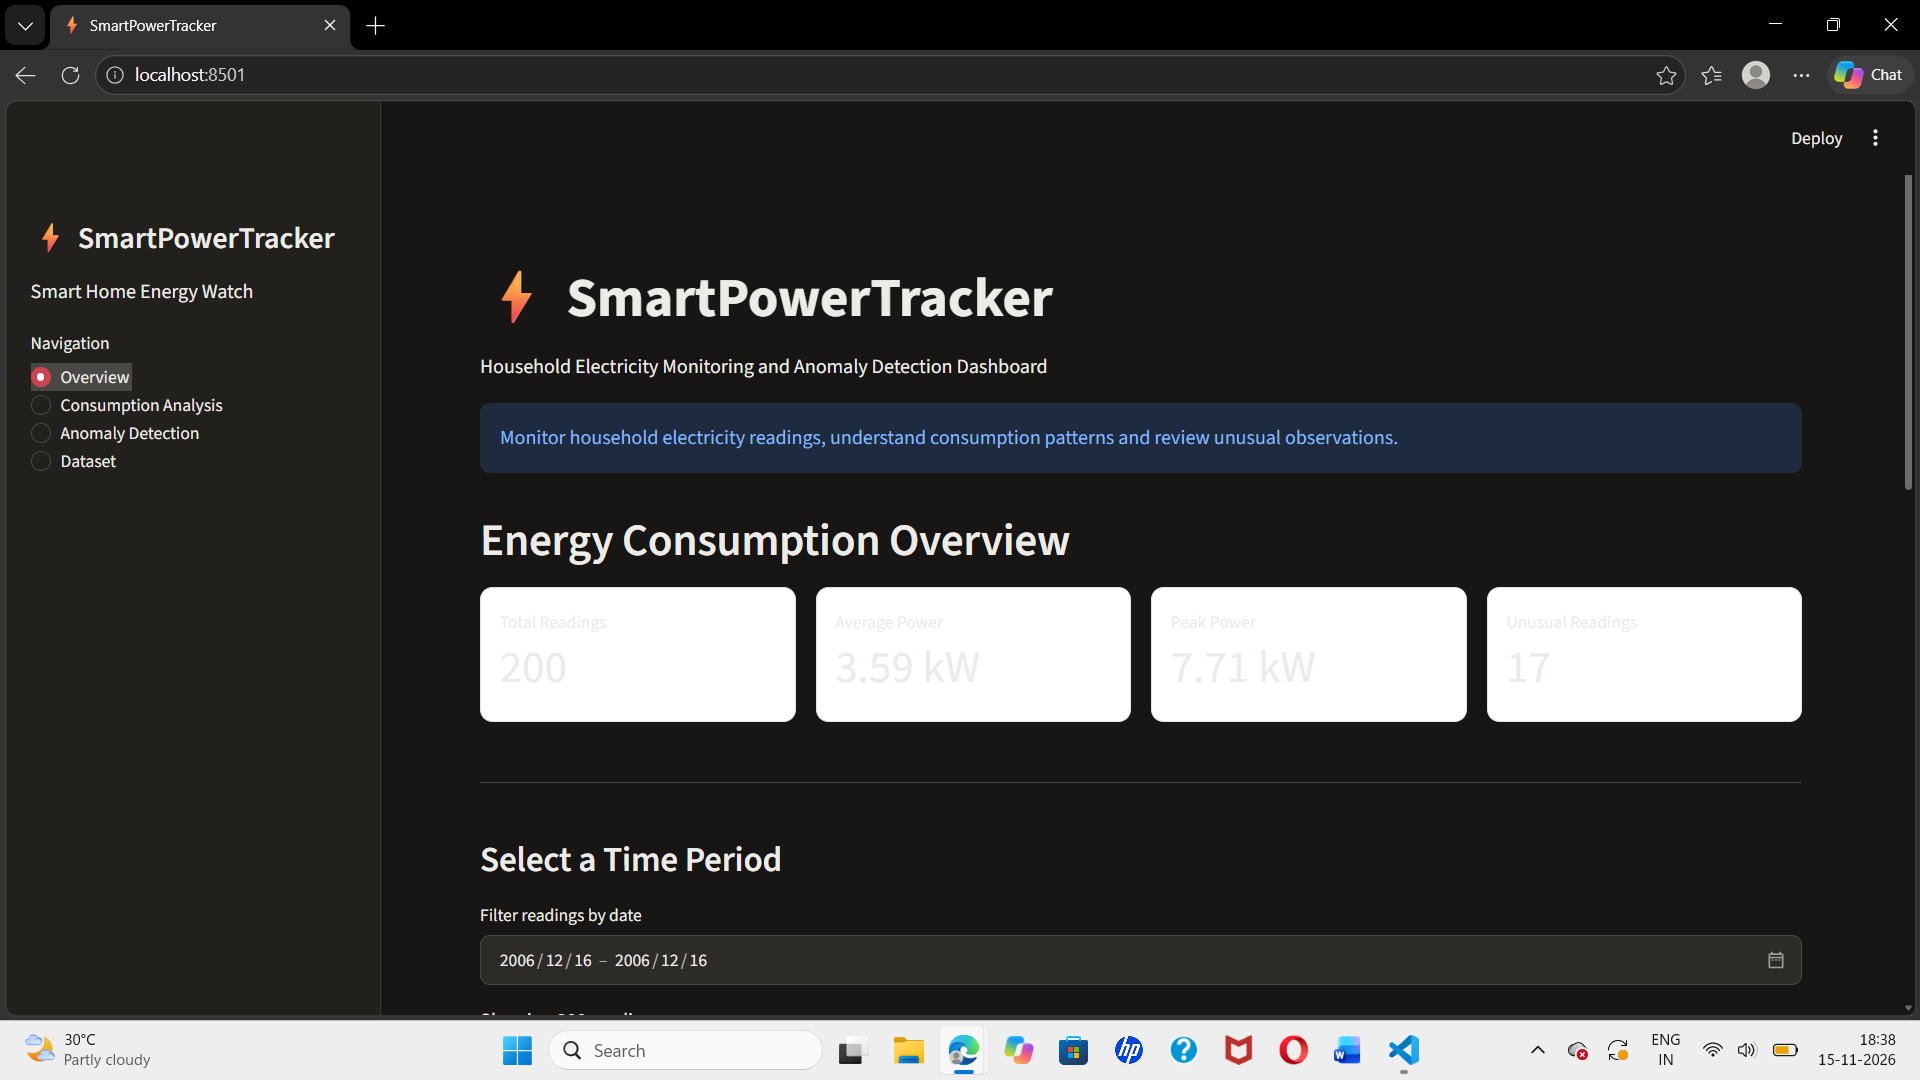 SmartPowerTracker
localhost:8501
Chat
Deploy
SmartPowerTracker
Smart Home Energy Watch
Navigation
Overview
Consumption Analysis
Anomaly Detection
Dataset
SmartPowerTracker
Household Electricity Monitoring and Anomaly Detection Dashboard
Monitor household electricity readings, understand consumption patterns and review unusual observations.
Energy Consumption Overview
Total Readings
200
Average Power
3.59 kW
Peak Power
7.71 kW
Unusual Readings
17
Select a Time Period
Filter readings by date
2006/12/16 – 2006/12/16
30°C
Partly cloudy
Search
hp
W
ENG
IN
18:38
15-11-2026